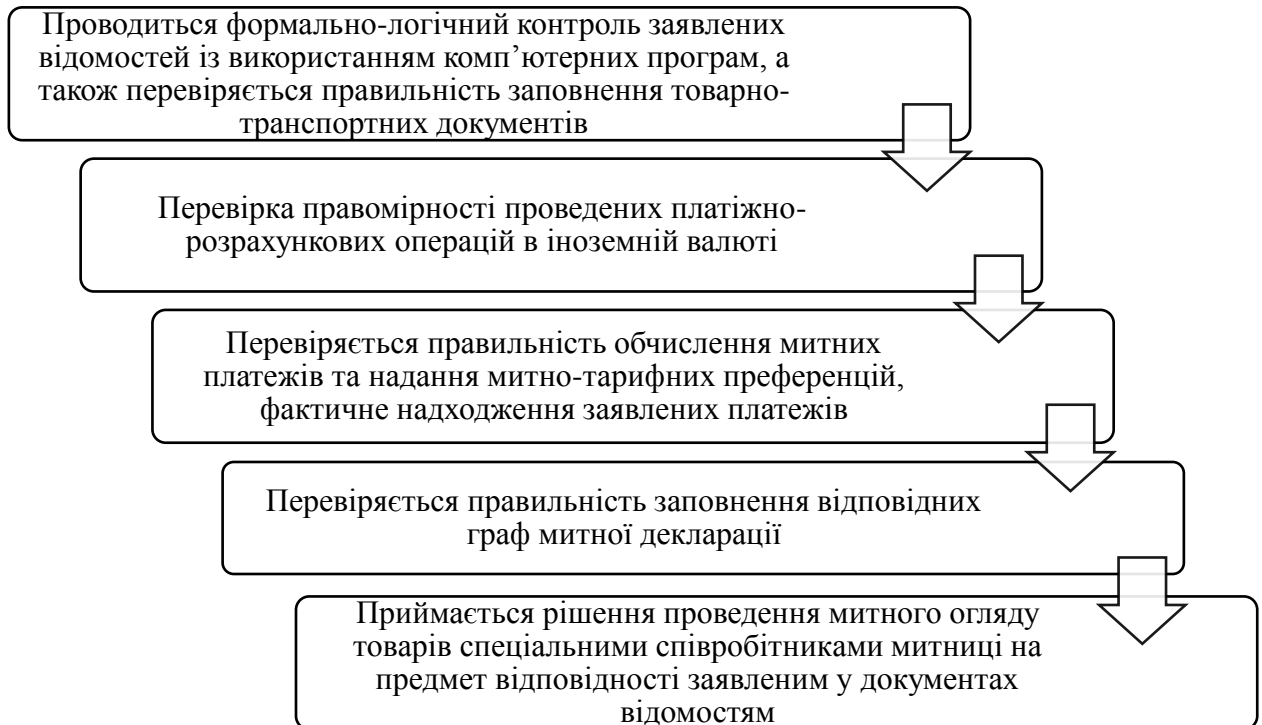 Проводиться формально-логічний контроль заявлених
відомостей із використанням комп’ютерних програм, а
також перевіряється правильність заповнення товарно-
транспортних документів
Перевірка правомірності проведених платіжно-
розрахункових операцій в іноземній валюті
Перевіряється правильність обчислення митних
платежів та надання митно-тарифних преференцій,
фактичне надходження заявлених платежів
Перевіряється правильність заповнення відповідних
граф митної декларації
Приймається рішення проведення митного огляду
товарів спеціальними співробітниками митниці на
предмет відповідності заявленим у документах
відомостям